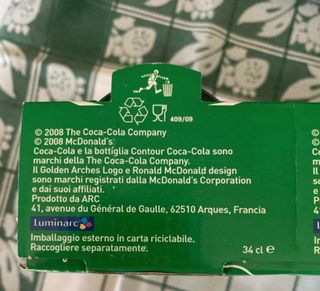 409/09
© 2008 The Coca-Cola Company
© 2008 McDonald's
Coca-Cola e la bottiglia Contour Coca-Cola sono
marchi della The Coca-Cola Company.
Il Golden Arches Logo e Ronald McDonald design
sono marchi registrati dalla McDonald's Corporation
e dai suoi affiliati.
Prodotto da ARC
41, avenue du Général de Gaulle, 62510 Arques, Francia
Luminarc
Imballaggio esterno in carta riciclabile.
Raccogliere separatamente.
34 cl e